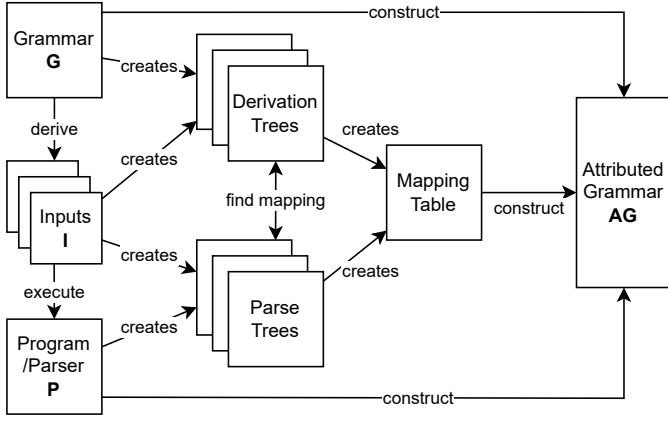 construct
Grammar
G
creates
derive
Derivation
Trees
creates
creates
Inputs
I
find mapping
Mapping
Table
construct
Attributed
Grammar
AG
creates
creates
execute
creates
Parse
Trees
Program
/Parser
P
construct